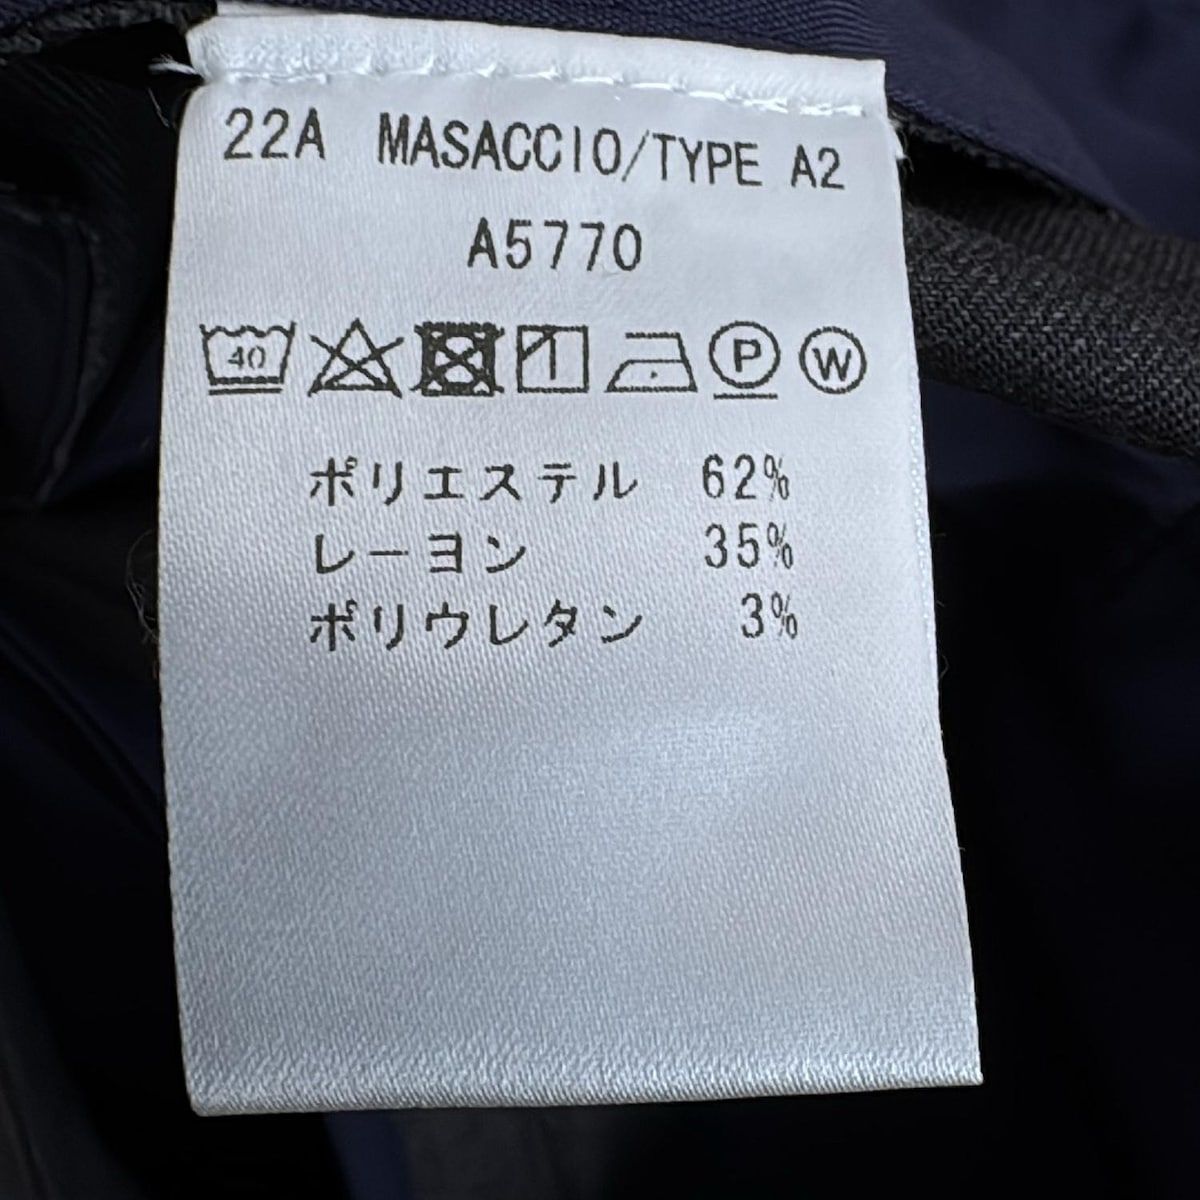 22A MASACCIO/TYPE A2
A5770
40 P W
ポリエステル 62%
レーヨン 35%
ポリウレタン 3%